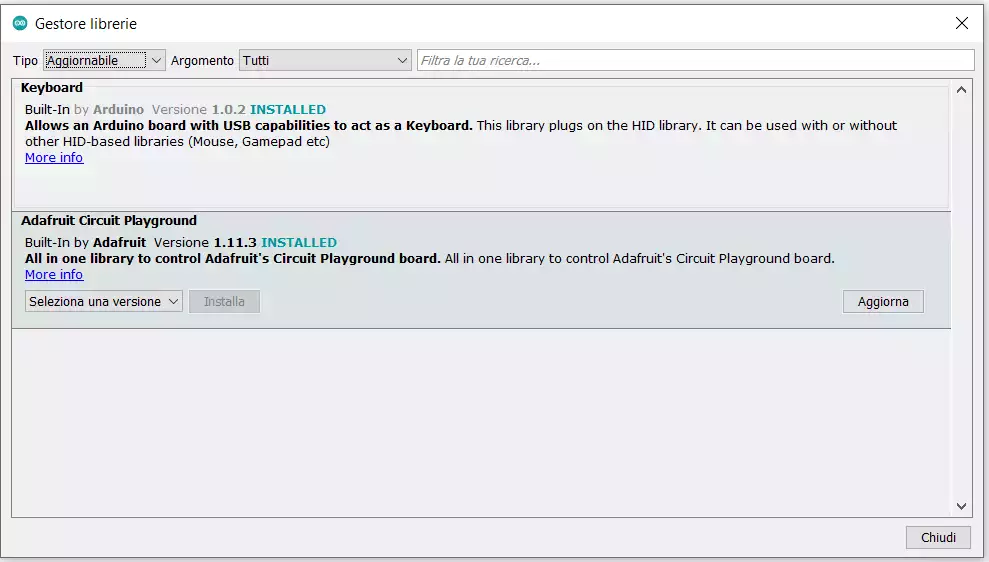 Gestore librerie
Tipo Aggiornabile Argomento Tutti Filtra la tua ricerca...
Keyboard
Built-In by Arduino Versione 1.0.2 INSTALLED
Allows an Arduino board with USB capabilities to act as a Keyboard. This library plugs on the HID library. It can be used with or without
other HID-based libraries (Mouse, Gamepad etc)
More info
Adafruit Circuit Playground
Built-In by Adafruit Versione 1.11.3 INSTALLED
All in one library to control Adafruit's Circuit Playground board. All in one library to control Adafruit's Circuit Playground board.
More info
Seleziona una versione Installa Aggiorna
Chiudi